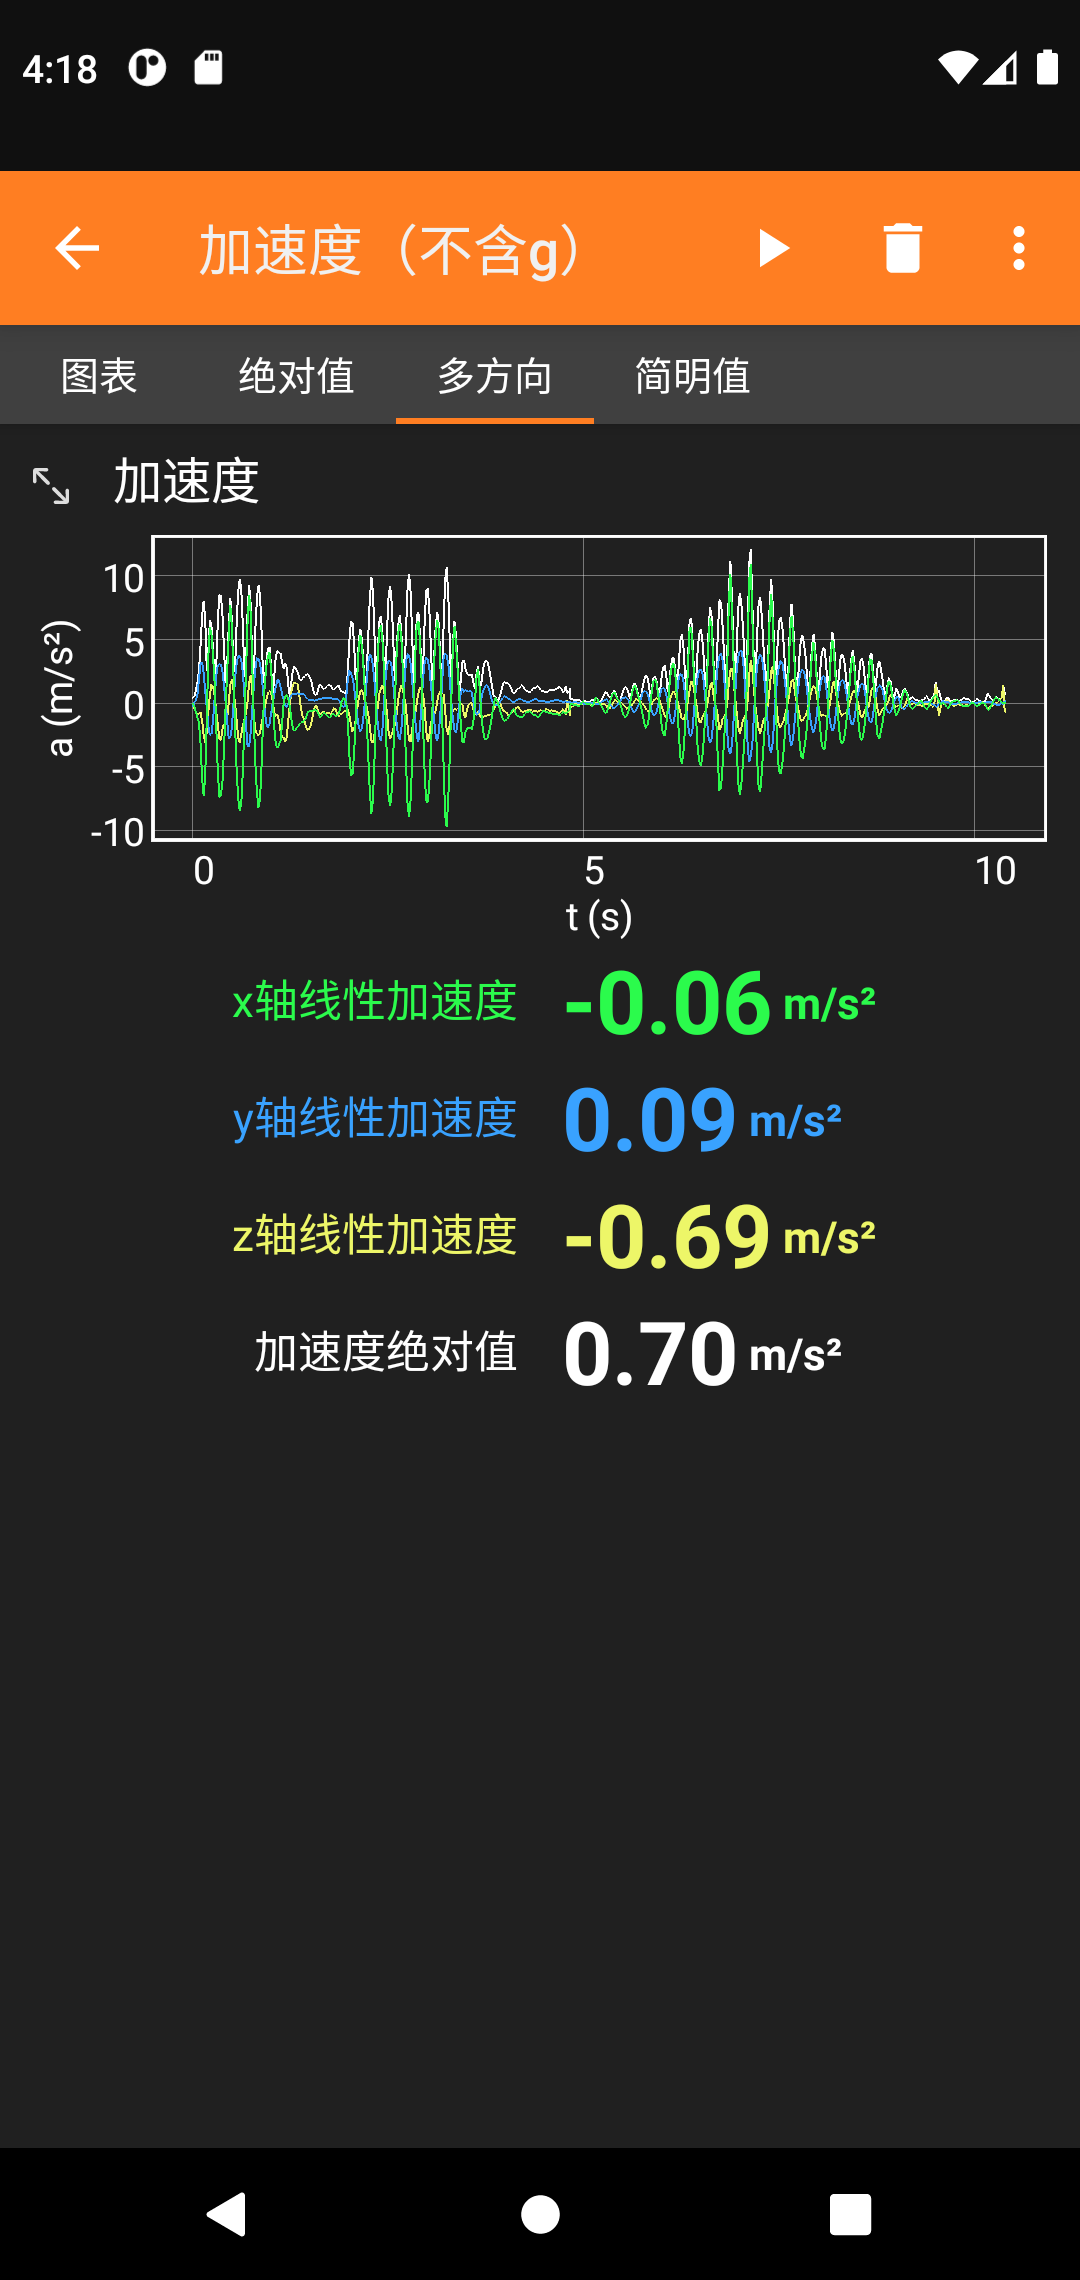 4:18
加速度（不含g）
图表 绝对值 多方向 简明值
加速度
a (m/s²)
10
5
0
-5
-10
0 5 10
t (s)
x轴线性加速度 -0.06 m/s²
y轴线性加速度 0.09 m/s²
z轴线性加速度 -0.69 m/s²
加速度绝对值 0.70 m/s²